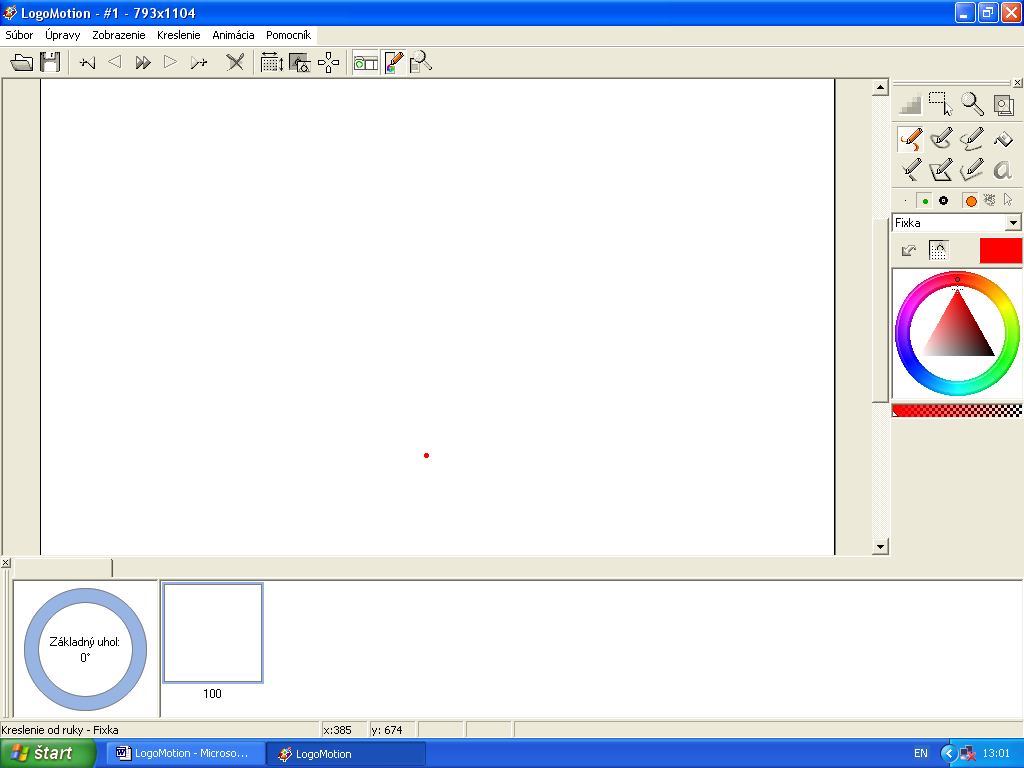 LogoMotion - #1 - 793x1104
Súbor Úpravy Zobrazenie Kreslenie Animácia Pomocník
a
Fixka
Základný uhol:
0°
100
Kreslenie od ruky - Fixka x:385 y: 674
štart LogoMotion - Microso... LogoMotion EN 13:01